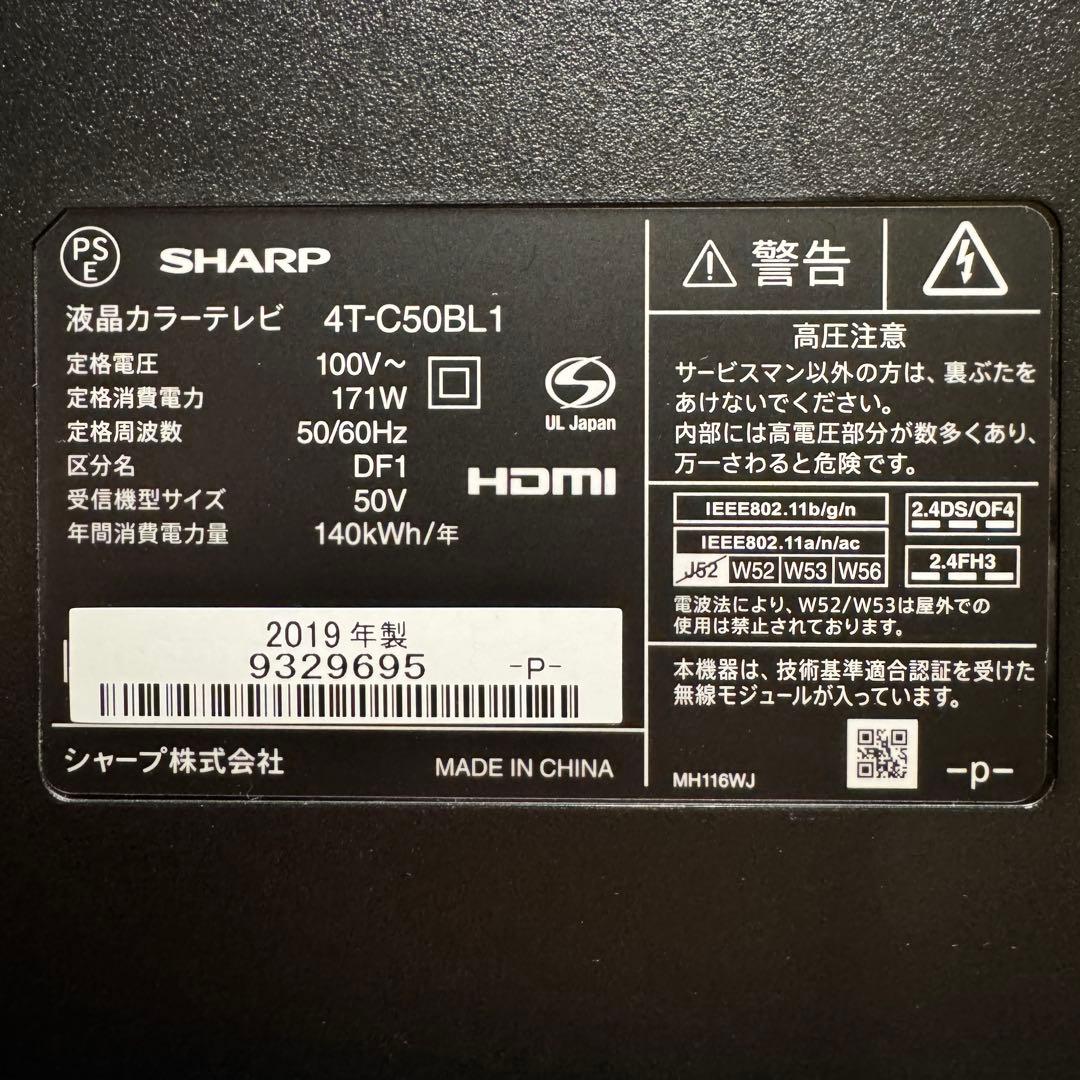 PSE
SHARP
液晶カラーテレビ 4T-C50BL1
定格電圧 100V～
定格消費電力 171W
定格周波数 50/60Hz
区分名 DF1
受信機型サイズ 50V
年間消費電力量 140kWh/年
UL Japan
HDMI
2019 年製
9329695 -P-
シャープ株式会社 MADE IN CHINA
警告
高圧注意
サービスマン以外の方は、裏ぶたを
あけないでください。
内部には高電圧部分が数多くあり、
万一さわると危険です。
IEEE802.11b/g/n
IEEE802.11a/n/ac
J52 W52 W53 W56
2.4DS/OF4
2.4FH3
電波法により、W52/W53は屋外での
使用は禁止されております。
本機器は、技術基準適合認証を受けた
無線モジュールが入っています。
MH116WJ -p-